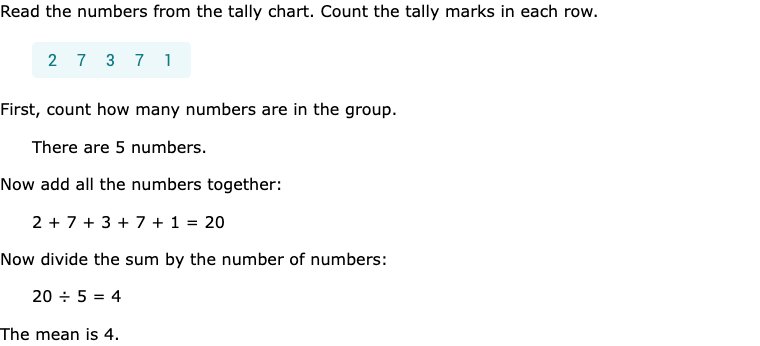 Read the numbers from the tally chart. Count the tally marks in each row.
2 7 3 7 1
First, count how many numbers are in the group.
There are 5 numbers.
Now add all the numbers together:
2 + 7 + 3 + 7 + 1 = 20
Now divide the sum by the number of numbers:
20 ÷ 5 = 4
The mean is 4.